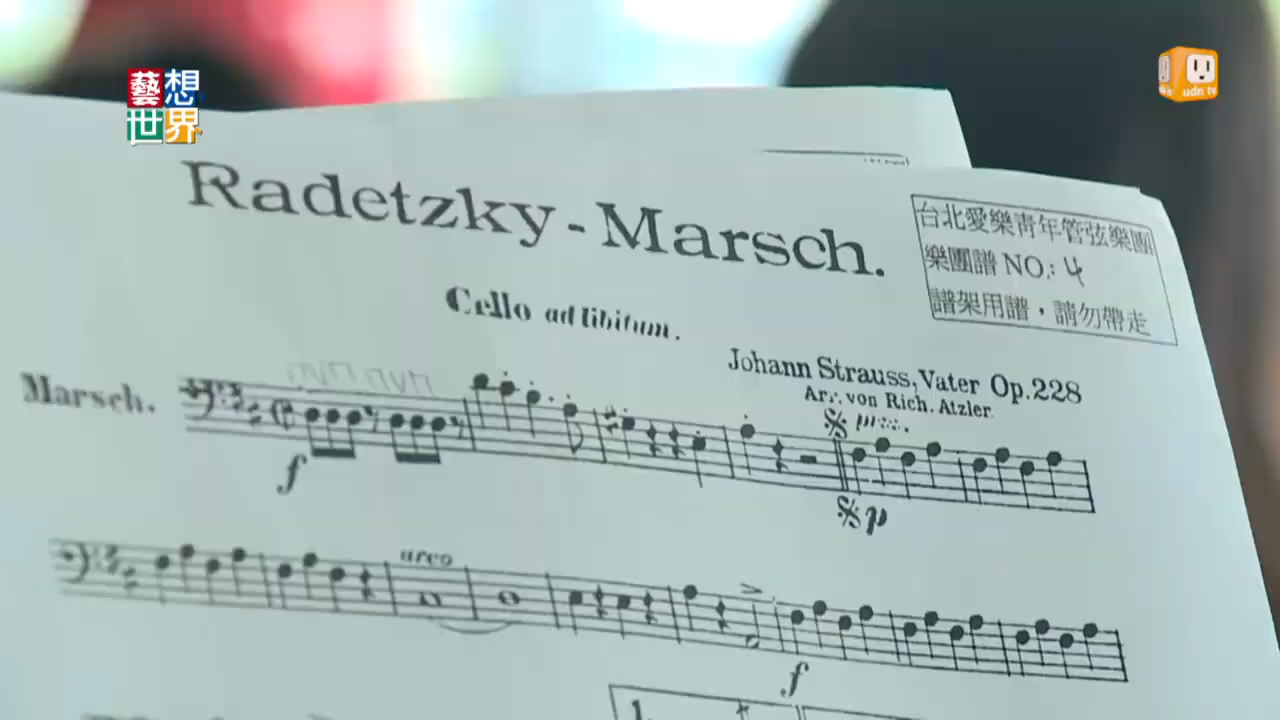 藝想
世界
udn tv
Radetzky - Marsch.
台北愛樂青年管弦樂團
樂團譜 NO.: 4
譜架用譜，請勿帶走
Cello ad libitum.
Johann Strauss, Vater Op. 228
Arr. von Rich. Atzler
Marsch.
f
p
arco
f
1.